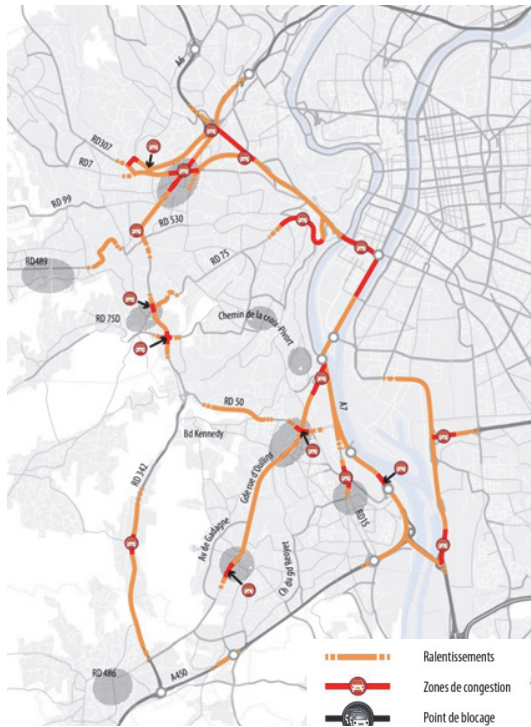 A6
RD307
RD7
RD 99
RD 530
RD 75
RD489
RD 75D
Chemin de la croix-Pivort
A7
RD 50
Bd Kennedy
Gde rue d'Oullins
RD 342
RD15
Av de Gadagne
Ch du gd Revoyet
RD 486
A450
Ralentissements
Zones de congestion
Point de blocage